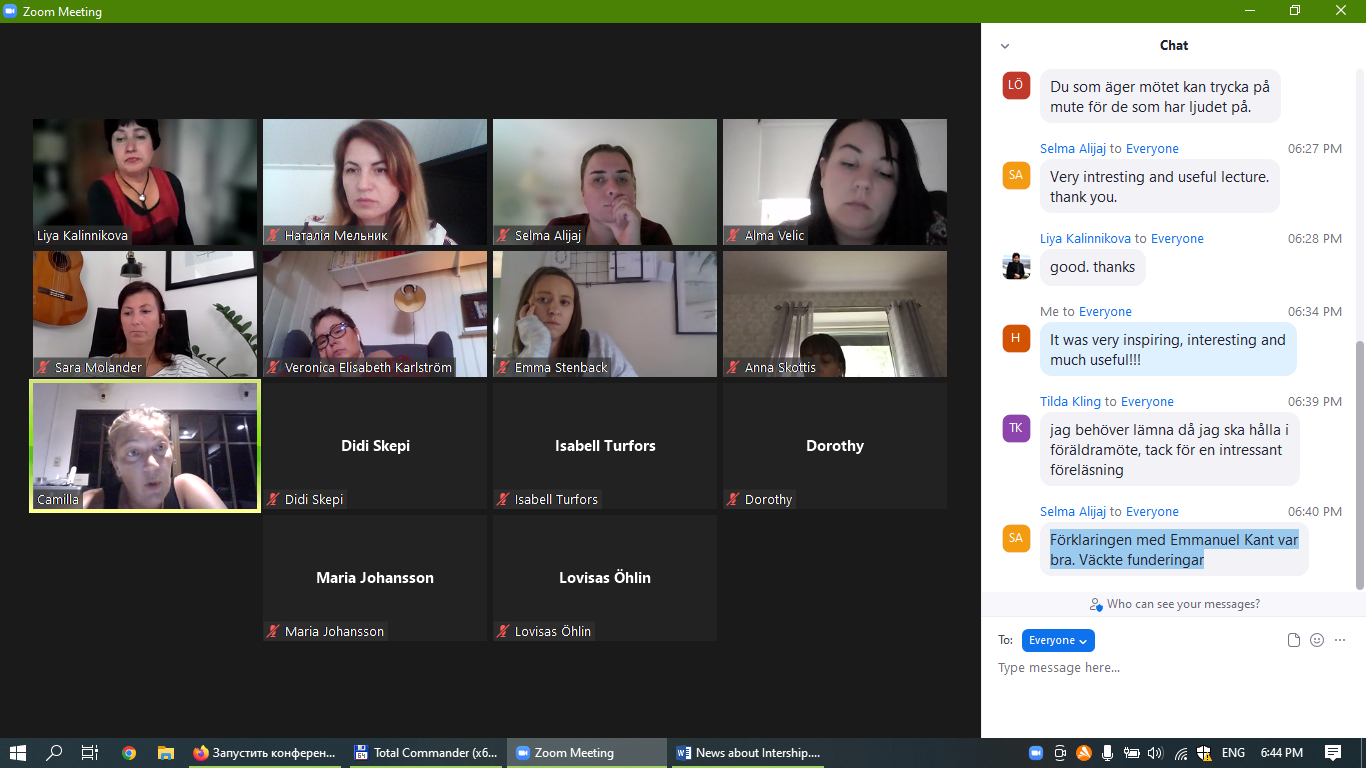 Zoom Meeting
Liya Kalinnikova
Наталія Мельник
Selma Alijaj
Alma Velic
Sara Molander
Veronica Elisabeth Karlström
Emma Stenback
Anna Skottis
Camilla
Didi Skepi
Didi Skepi
Isabell Turfors
Isabell Turfors
Dorothy
Dorothy
Maria Johansson
Maria Johansson
Lovisas Öhlin
Lovisas Öhlin
Chat
LÖ
Du som äger mötet kan trycka på
mute för de som har ljudet på.
Selma Alijaj to Everyone 06:27 PM
SA
Very intresting and useful lecture.
thank you.
Liya Kalinnikova to Everyone 06:28 PM
good. thanks
Me to Everyone 06:34 PM
H
It was very inspiring, interesting and
much useful!!!
Tilda Kling to Everyone 06:39 PM
TK
jag behöver lämna då jag ska hålla i
föräldramöte, tack för en intressant
föreläsning
Selma Alijaj to Everyone 06:40 PM
SA
Förklaringen med Emmanuel Kant var
bra. Väckte funderingar
Who can see your messages?
To: Everyone
Type message here...
Запустить конферен...
Total Commander (x6...
Zoom Meeting
News about Intership....
ENG
6:44 PM